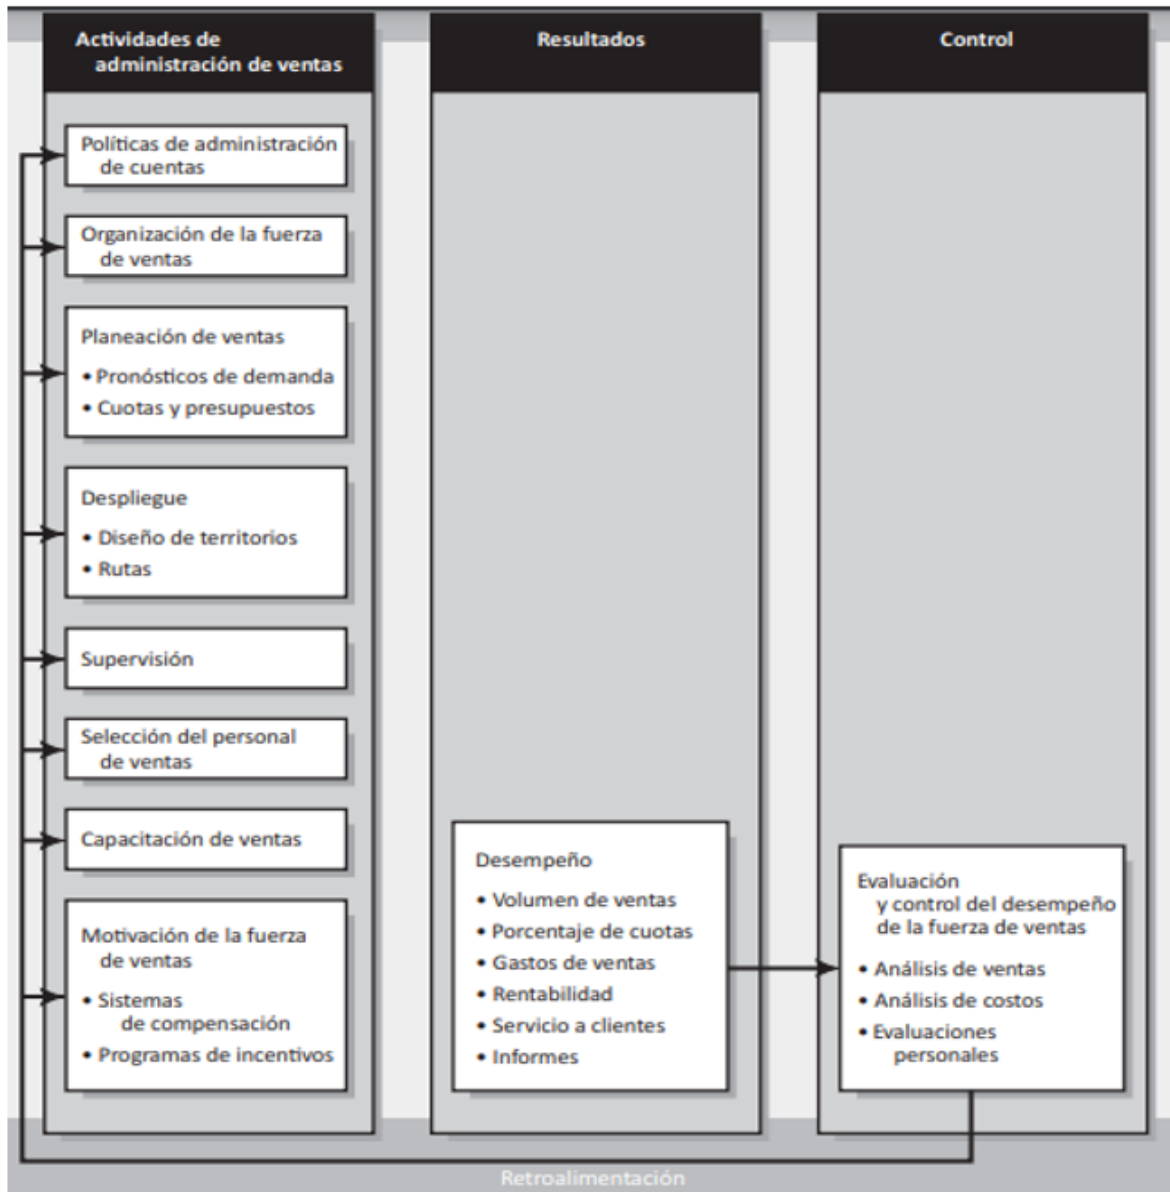 Actividades de
administración de ventas
Políticas de administración
de cuentas
Organización de la fuerza
de ventas
Planeación de ventas
• Pronósticos de demanda
• Cuotas y presupuestos
Despliegue
• Diseño de territorios
• Rutas
Supervisión
Selección del personal
de ventas
Capacitación de ventas
Motivación de la fuerza
de ventas
• Sistemas
de compensación
• Programas de incentivos
Resultados
Desempeño
• Volumen de ventas
• Porcentaje de cuotas
• Gastos de ventas
• Rentabilidad
• Servicio a clientes
• Informes
Control
Evaluación
y control del desempeño
de la fuerza de ventas
• Análisis de ventas
• Análisis de costos
• Evaluaciones
personales
Retroalimentación